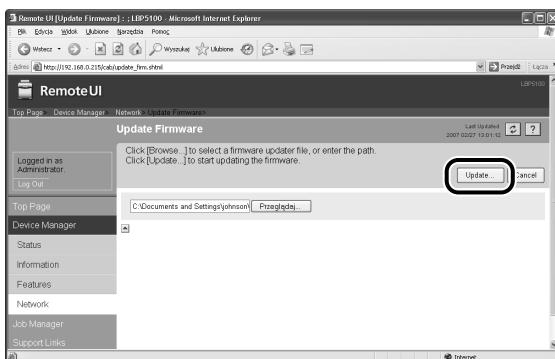 Remote UI [Update Firmware] : ; LBP5100 - Microsoft Internet Explorer
Plik Edycja Widok Ulubione Narzędzia Pomoc
Wstecz Wyszukaj Ulubione
Adres http://192.168.0.215/cab/update_firm.shtml Przejdź Łącza
Remote UI
LBP5100
Top Page> Device Manager> Network> Update Firmware>
Update Firmware
Last Updated
2007 02/27 13:01:12
Click [Browse...] to select a firmware updater file, or enter the path.
Click [Update...] to start updating the firmware.
Update... Cancel
Logged in as
Administrator.
Log Out
C:\Documents and Settings\johnson\ Przeglądaj...
Top Page
Device Manager
Status
Information
Features
Network
Job Manager
Support Links
Internet